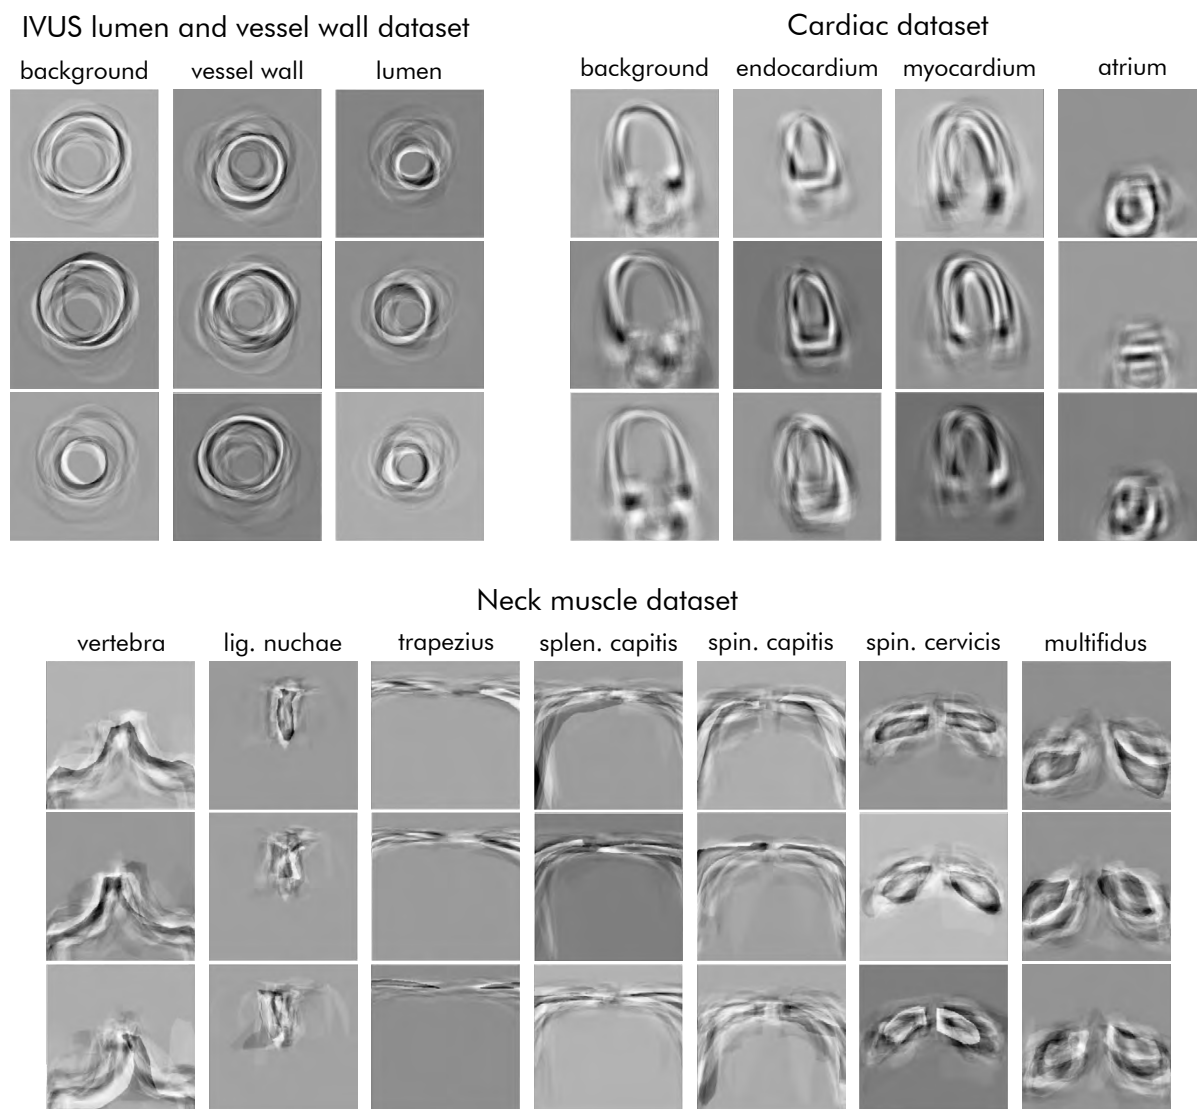 IVUS lumen and vessel wall dataset
background vessel wall lumen
Cardiac dataset
background endocardium myocardium atrium
Neck muscle dataset
vertebra lig. nuchae trapezius splen. capitis spin. capitis spin. cervicis multifidus